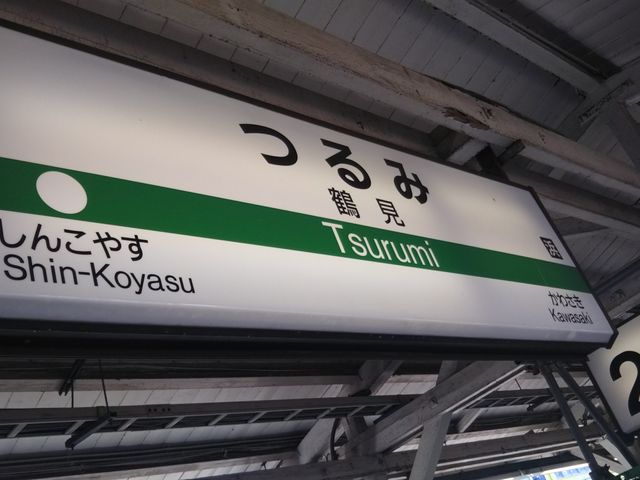 つるみ
鶴見
Tsurumi
浜
しんこやす
Shin-Koyasu
かわさき
Kawasaki
2